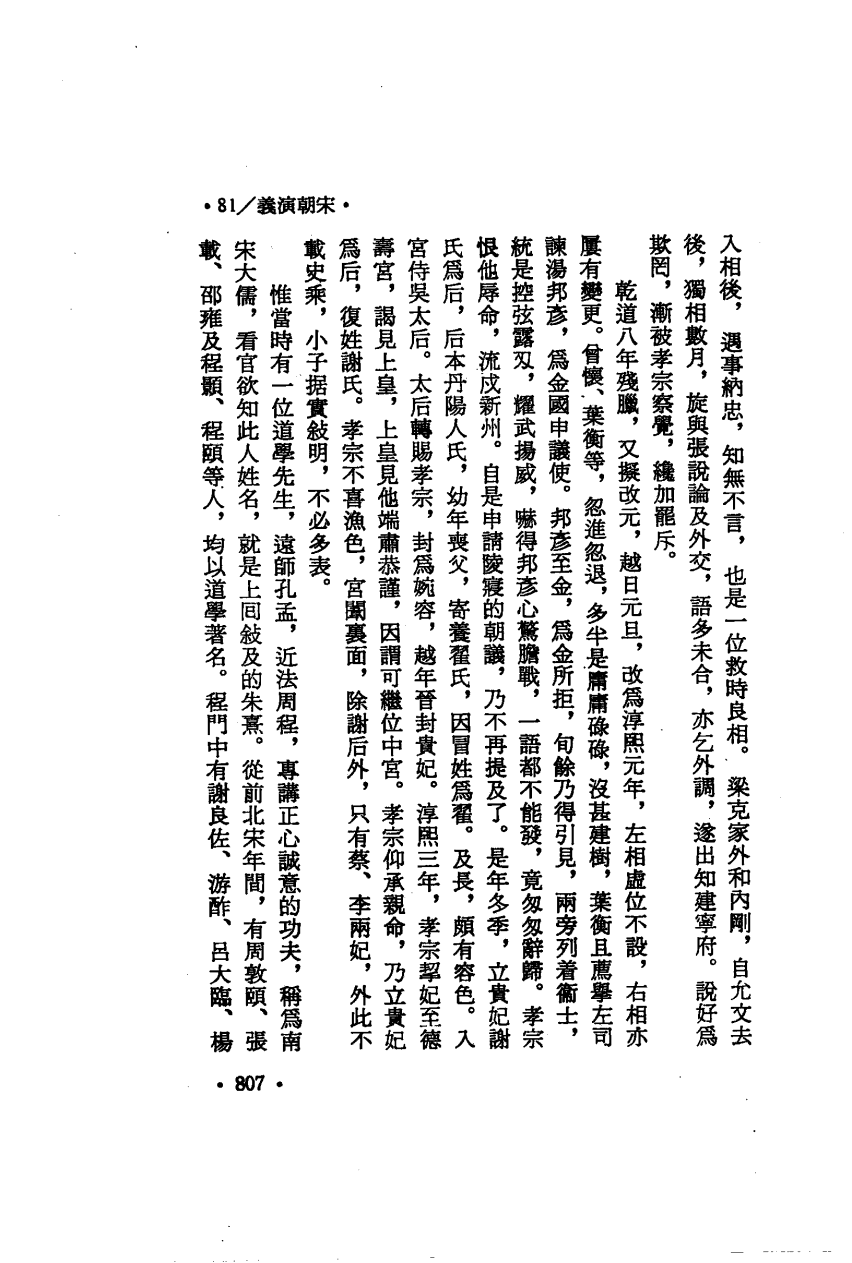 •81/義演朝宋•
入相後，遇事納忠，知無不言，也是一位救時良相。梁克家外和內剛，自允文去
後，獨相數月，旋與張說論及外交，語多未合，亦乞外調，遂出知建寧府。說好爲
欺罔，漸被孝宗察覺，纔加罷斥。
乾道八年殘臘，又擬改元，越日元旦，改爲淳熙元年，左相虛位不設，右相亦
屢有變更。曾懷、葉衡等，忽進忽退，多半是庸庸碌碌，沒甚建樹，葉衡且薦擧左司
諫湯邦彥，爲金國申議使。邦彥至金，爲金所拒，旬餘乃得引見，兩旁列着衞士，
統是控弦露刄，耀武揚威，嚇得邦彥心驚膽戰，一語都不能發，竟匆匆辭歸。孝宗
恨他辱命，流戍新州。自是申請陵寢的朝議，乃不再提及了。是年冬季，立貴妃謝
氏爲后，后本丹陽人氏，幼年喪父，寄養翟氏，因冒姓爲翟。及長，頗有容色。入
宮侍吳太后。太后轉賜孝宗，封爲婉容，越年晉封貴妃。淳熙三年，孝宗挈妃至德
壽宮，謁見上皇，上皇見他端肅恭謹，因謂可繼位中宮。孝宗仰承親命，乃立貴妃
爲后，復姓謝氏。孝宗不喜漁色，宮闈裏面，除謝后外，只有蔡、李兩妃，外此不
載史乘，小子据實敍明，不必多表。
惟當時有一位道學先生，遠師孔孟，近法周程，專講正心誠意的功夫，稱爲南
宋大儒，看官欲知此人姓名，就是上囘敍及的朱熹。從前北宋年間，有周敦頤、張
載、邵雍及程顥、程頤等人，均以道學著名。程門中有謝良佐、游酢、呂大臨、楊
•807•